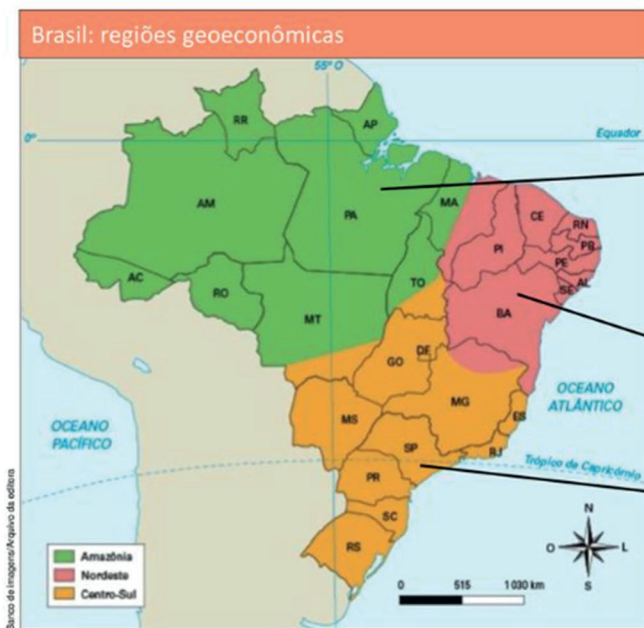 Brasil: regiões geoeconômicas
55° O
0°
Equador
RR
AP
AM
PA
MA
CE
RN
PB
PI
PE
AL
SE
AC
RO
TO
BA
MT
GO
DF
MG
ES
MS
SP
RJ
PR
SC
RS
OCEANO
PACÍFICO
OCEANO
ATLÂNTICO
Trópico de Capricórnio
N
O
L
S
Amazônia
Nordeste
Centro-Sul
0 515 1 030 km
Banco de imagens/Arquivo da editora